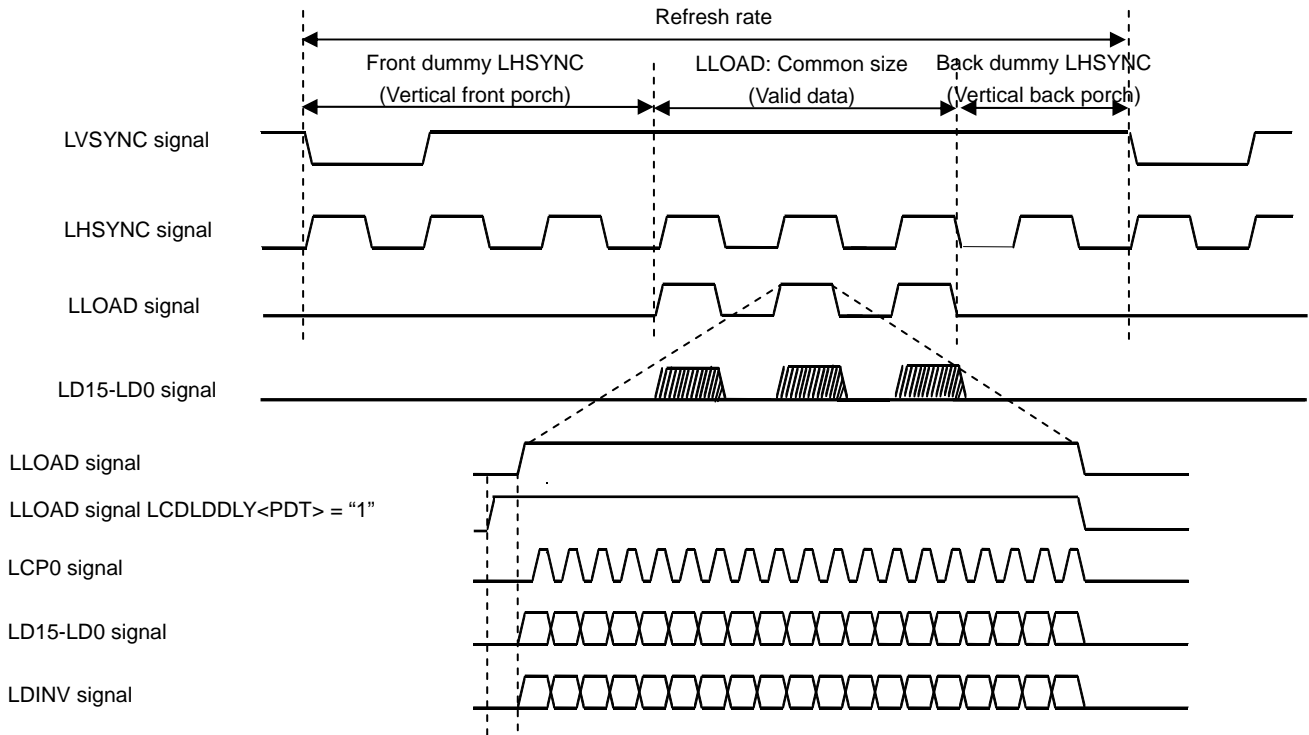 Refresh rate
Front dummy LHSYNC
(Vertical front porch)
LLOAD: Common size
(Valid data)
Back dummy LHSYNC
(Vertical back porch)
LVSYNC signal
LHSYNC signal
LLOAD signal
LD15-LD0 signal
LLOAD signal
LLOAD signal LCDLDDLY<PDT> = “1”
LCP0 signal
LD15-LD0 signal
LDINV signal